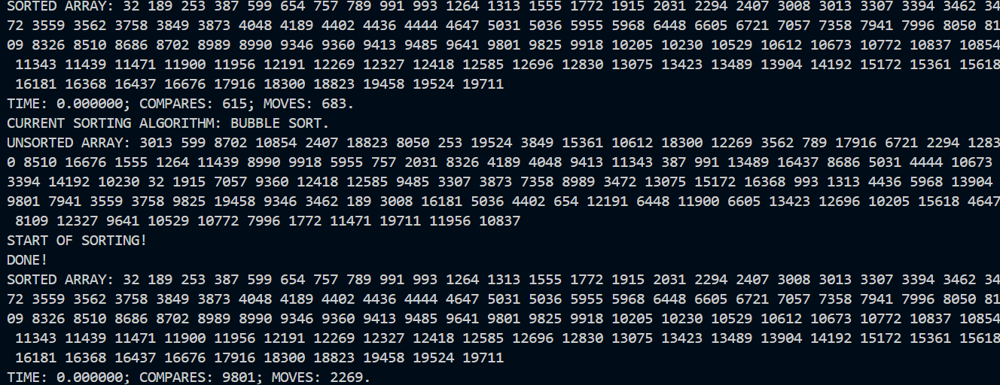 SORTED ARRAY: 32 189 253 387 599 654 757 789 991 993 1264 1313 1555 1772 1915 2031 2294 2407 3008 3013 3307 3394 3462 34
72 3559 3562 3758 3849 3873 4048 4189 4402 4436 4444 4647 5031 5036 5955 5968 6448 6605 6721 7057 7358 7941 7996 8050 81
09 8326 8510 8686 8702 8989 8990 9346 9360 9413 9485 9641 9801 9825 9918 10205 10230 10529 10612 10673 10772 10837 10854
11343 11439 11471 11900 11956 12191 12269 12327 12418 12585 12696 12830 13075 13423 13489 13904 14192 15172 15361 15618
16181 16368 16437 16676 17916 18300 18823 19458 19524 19711
TIME: 0.000000; COMPARES: 615; MOVES: 683.
CURRENT SORTING ALGORITHM: BUBBLE SORT.
UNSORTED ARRAY: 3013 599 8702 10854 2407 18823 8050 253 19524 3849 15361 10612 18300 12269 3562 789 17916 6721 2294 1283
0 8510 16676 1555 1264 11439 8990 9918 5955 757 2031 8326 4189 4048 9413 11343 387 991 13489 16437 8686 5031 4444 10673
3394 14192 10230 32 1915 7057 9360 12418 12585 9485 3307 3873 7358 8989 3472 13075 15172 16368 993 1313 4436 5968 13904
9801 7941 3559 3758 9825 19458 9346 3462 189 3008 16181 5036 4402 654 12191 6448 11900 6605 13423 12696 10205 15618 4647
8109 12327 9641 10529 10772 7996 1772 11471 19711 11956 10837
START OF SORTING!
DONE!
SORTED ARRAY: 32 189 253 387 599 654 757 789 991 993 1264 1313 1555 1772 1915 2031 2294 2407 3008 3013 3307 3394 3462 34
72 3559 3562 3758 3849 3873 4048 4189 4402 4436 4444 4647 5031 5036 5955 5968 6448 6605 6721 7057 7358 7941 7996 8050 81
09 8326 8510 8686 8702 8989 8990 9346 9360 9413 9485 9641 9801 9825 9918 10205 10230 10529 10612 10673 10772 10837 10854
11343 11439 11471 11900 11956 12191 12269 12327 12418 12585 12696 12830 13075 13423 13489 13904 14192 15172 15361 15618
16181 16368 16437 16676 17916 18300 18823 19458 19524 19711
TIME: 0.000000; COMPARES: 9801; MOVES: 2269.